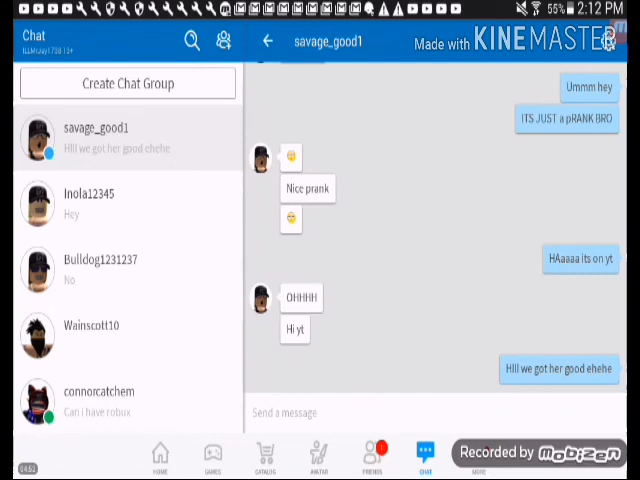 55% 2:12 PM
Chat
Made with KINEMASTER
savage_good1
Create Chat Group
savage_good1
HIII we got her good ehehe
Inola12345
Hey
Bulldog1231237
No
Wainscott10
connorcatchem
Can i have robux
Ummm hey
ITS JUST a pRANK BRO
Nice prank
HAaaaa its on yt
OHHHH
Hi yt
HIII we got her good ehehe
Send a message
04:52
HOME
GAMES
CATALOG
AVATAR
1
FRIENDS
CHAT
MORE
Recorded by mobizen